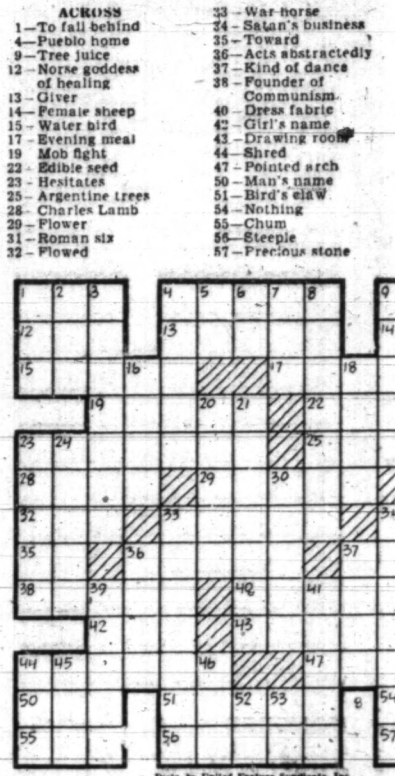 ACROSS
1—To fall behind
4—Pueblo home
9—Tree juice
12—Norse goddess
of healing
13—Giver
14—Female sheep
15—Water bird
17—Evening meal
19 Mob fight
22—Edible seed
23—Hesitates
25—Argentine trees
28—Charles Lamb
29—Flower
31—Roman six
32—Flowed
33—War horse
34—Satan's business
35—Toward
36—Acts abstractedly
37—Kind of dance
38—Founder of
Communism
40—Dress fabric
42—Girl's name
43—Drawing room
44—Shred
47—Pointed arch
50—Man's name
51—Bird's claw
54—Nothing
55—Chum
56—Steeple
57—Precious stone
1 2 3 4 5 6 7 8 9
12 13 14
15 16 17 18
19 20 21 22
23 24 25
28 29 30
32 33
35 36 37
38 39 40 41
42 43
44 45 46 47
50 51 52 53 8 54
55 56 57